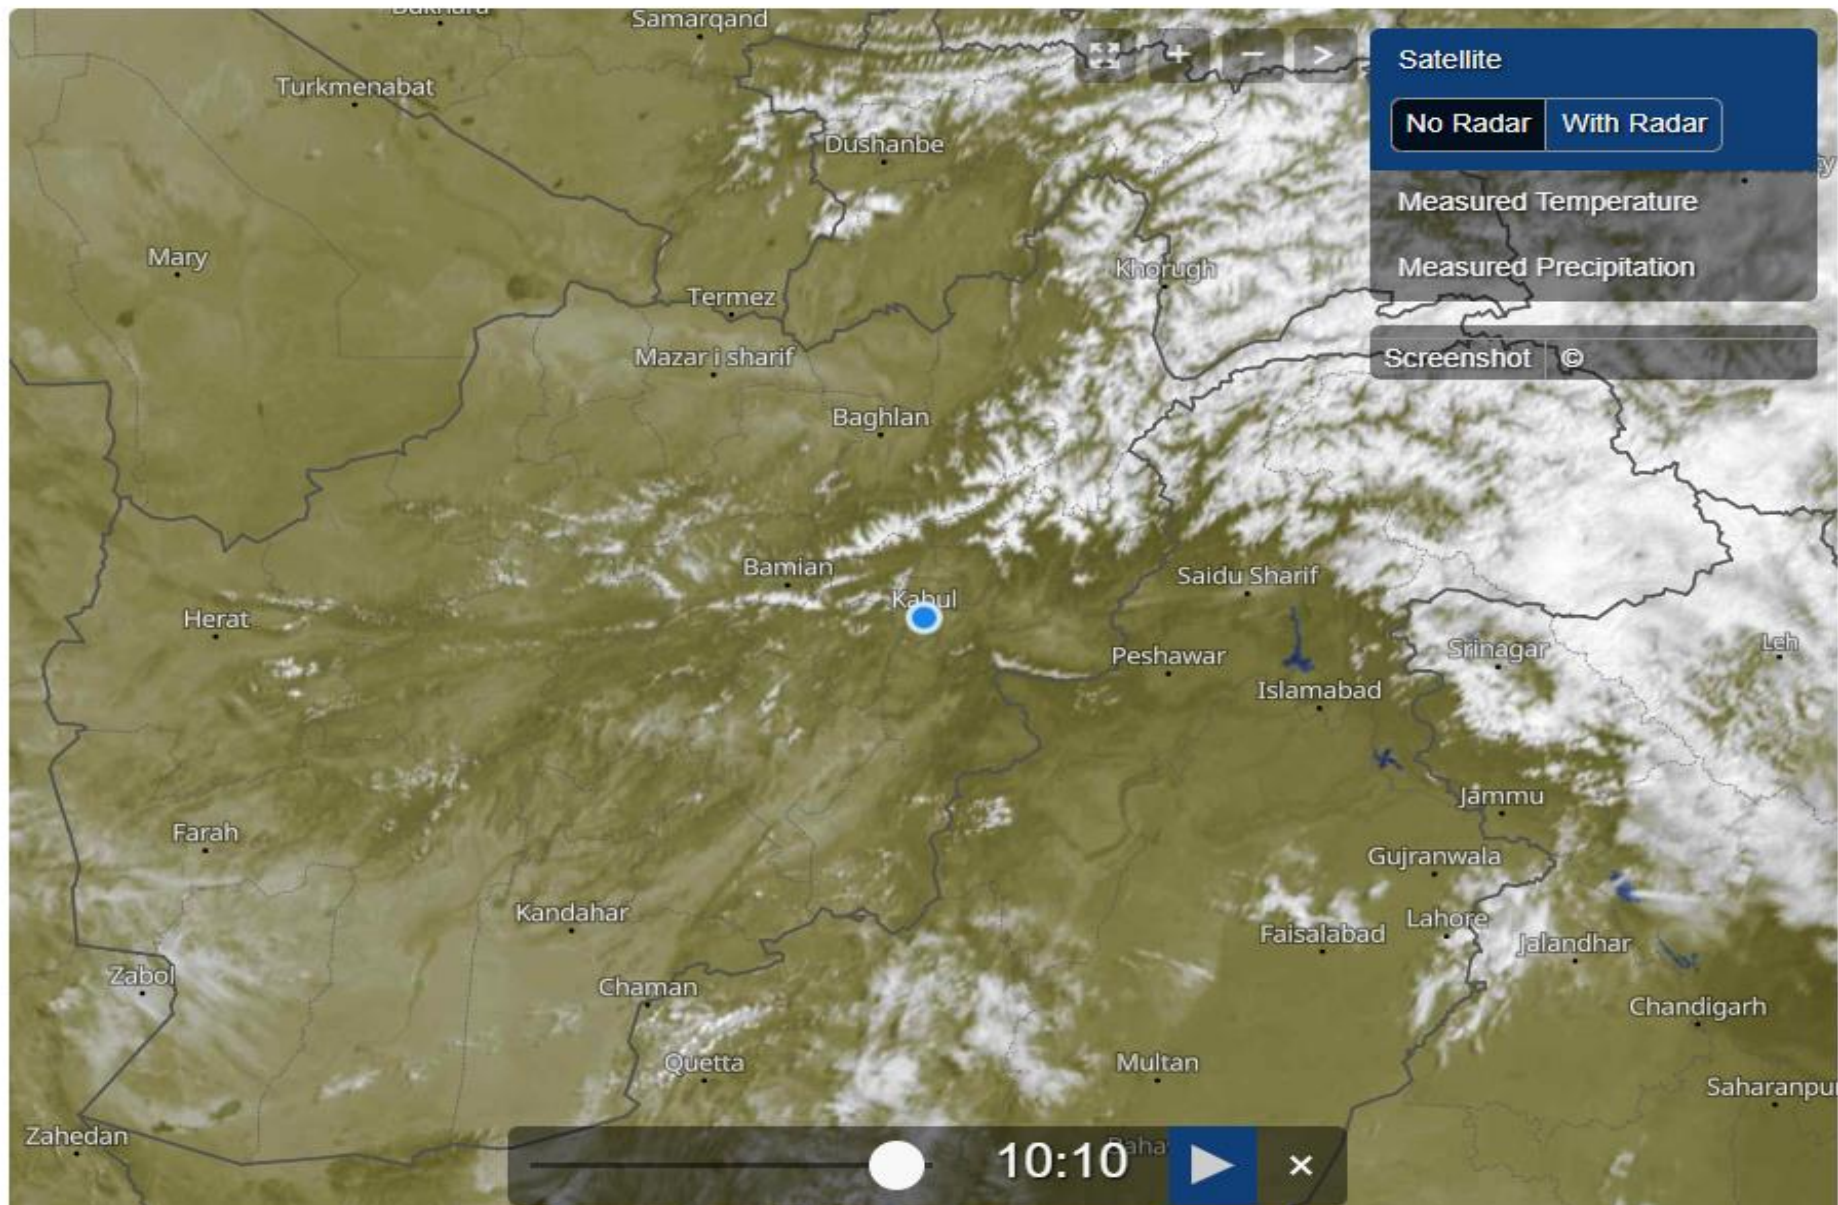 Samarqand
Turkmenabat
Dushanbe
Mary
Khorugh
Termez
Mazar i sharif
Baghlan
Bamian
Kabul
Saidu Sharif
Herat
Peshawar
Srinagar
Leh
Islamabad
Jammu
Farah
Gujranwala
Kandahar
Lahore
Faisalabad
Jalandhar
Zabol
Chaman
Chandigarh
Quetta
Multan
Saharanpur
Zahedan
Satellite
No Radar With Radar
Measured Temperature
Measured Precipitation
Screenshot ©
10:10